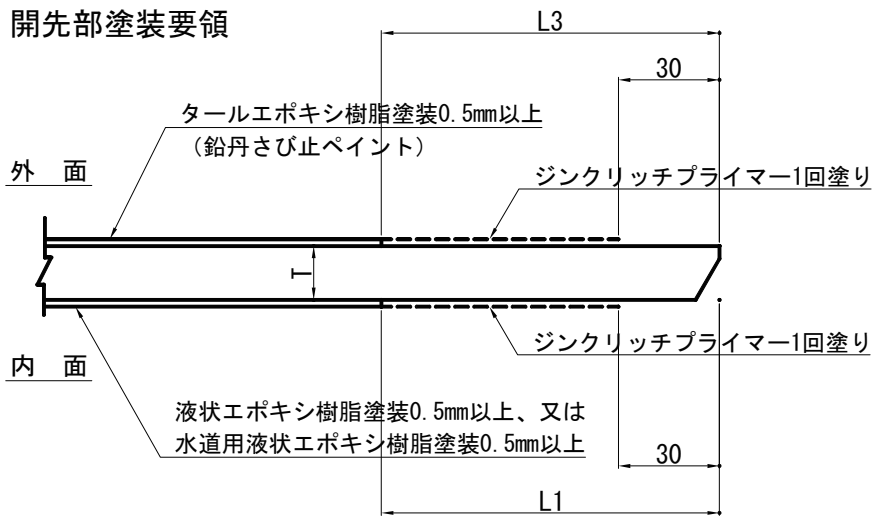 開先部塗装要領
L3
30
タールエポキシ樹脂塗装0.5mm以上
（鉛丹さび止ペイント）
外 面
ジンクリッチプライマー1回塗り
T
ジンクリッチプライマー1回塗り
内 面
液状エポキシ樹脂塗装0.5mm以上、又は
水道用液状エポキシ樹脂塗装0.5mm以上
30
L1